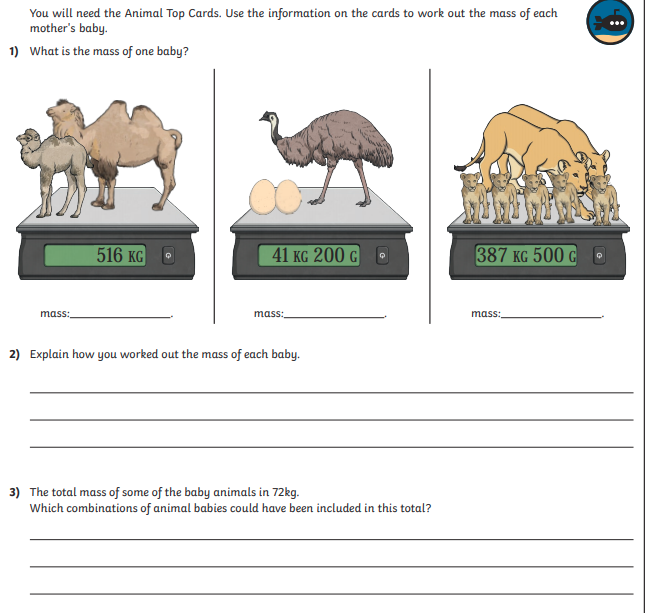 You will need the Animal Top Cards. Use the information on the cards to work out the mass of each
mother's baby.
1) What is the mass of one baby?
516 KG
41 KG 200 G
387 KG 500 G
mass:__________________.
mass:__________________.
mass:__________________.
2) Explain how you worked out the mass of each baby.
3) The total mass of some of the baby animals in 72kg.
Which combinations of animal babies could have been included in this total?